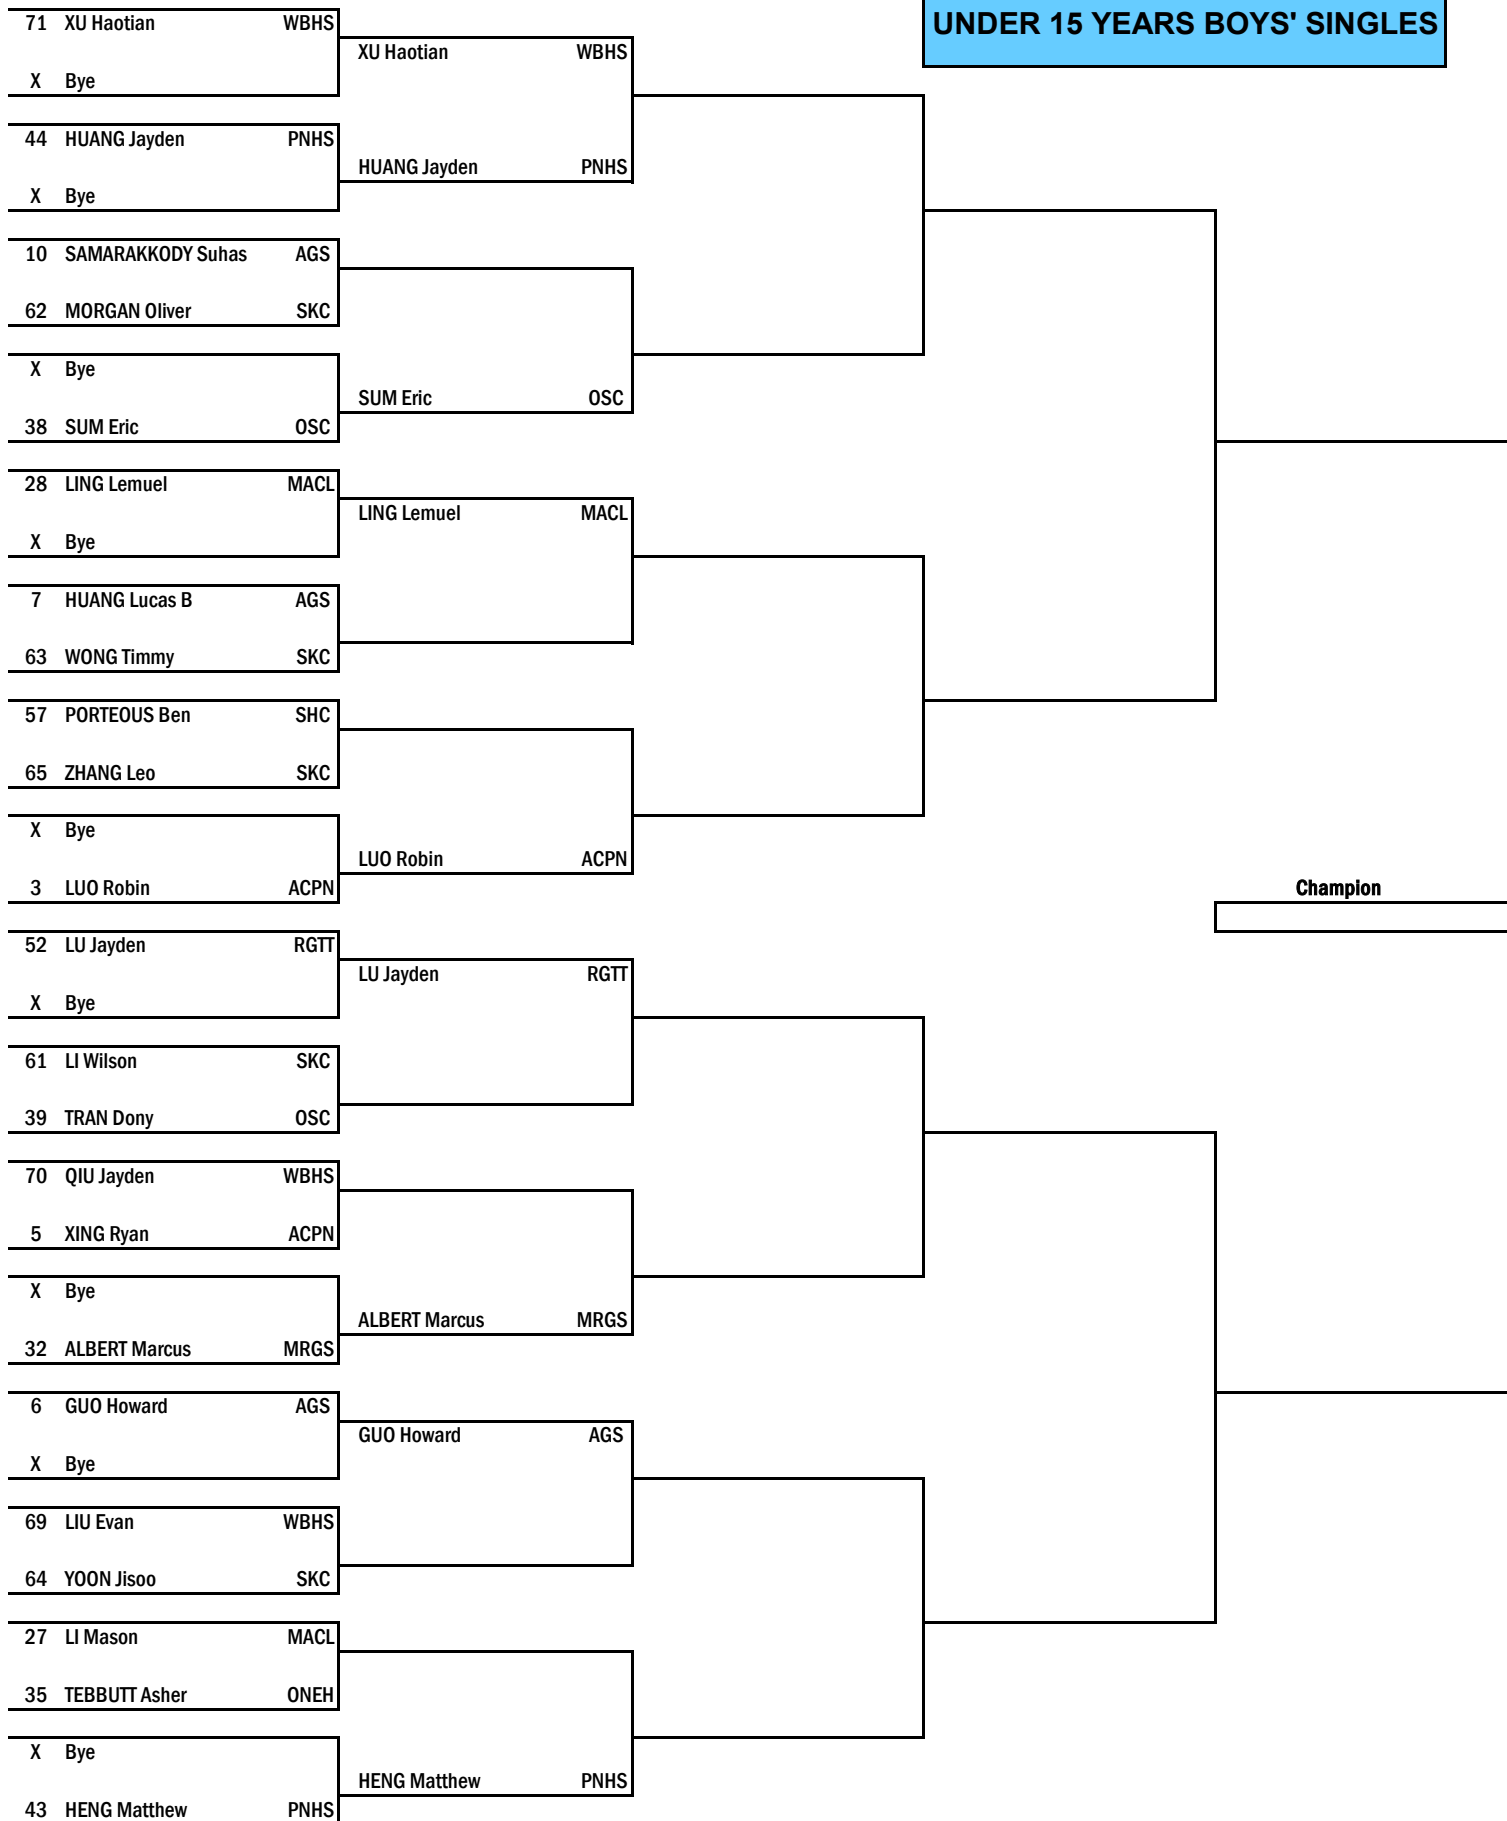 UNDER 15 YEARS BOYS' SINGLES
71 XU Haotian WBHS
XU Haotian WBHS
X Bye
44 HUANG Jayden PNHS
HUANG Jayden PNHS
X Bye
10 SAMARAKKODY Suhas AGS
62 MORGAN Oliver SKC
X Bye
SUM Eric OSC
38 SUM Eric OSC
28 LING Lemuel MACL
LING Lemuel MACL
X Bye
7 HUANG Lucas B AGS
63 WONG Timmy SKC
57 PORTEOUS Ben SHC
65 ZHANG Leo SKC
X Bye
LUO Robin ACPN
3 LUO Robin ACPN
Champion
52 LU Jayden RGTT
LU Jayden RGTT
X Bye
61 LI Wilson SKC
39 TRAN Dony OSC
70 QIU Jayden WBHS
5 XING Ryan ACPN
X Bye
ALBERT Marcus MRGS
32 ALBERT Marcus MRGS
6 GUO Howard AGS
GUO Howard AGS
X Bye
69 LIU Evan WBHS
64 YOON Jisoo SKC
27 LI Mason MACL
35 TEBBUTT Asher ONEH
X Bye
HENG Matthew PNHS
43 HENG Matthew PNHS